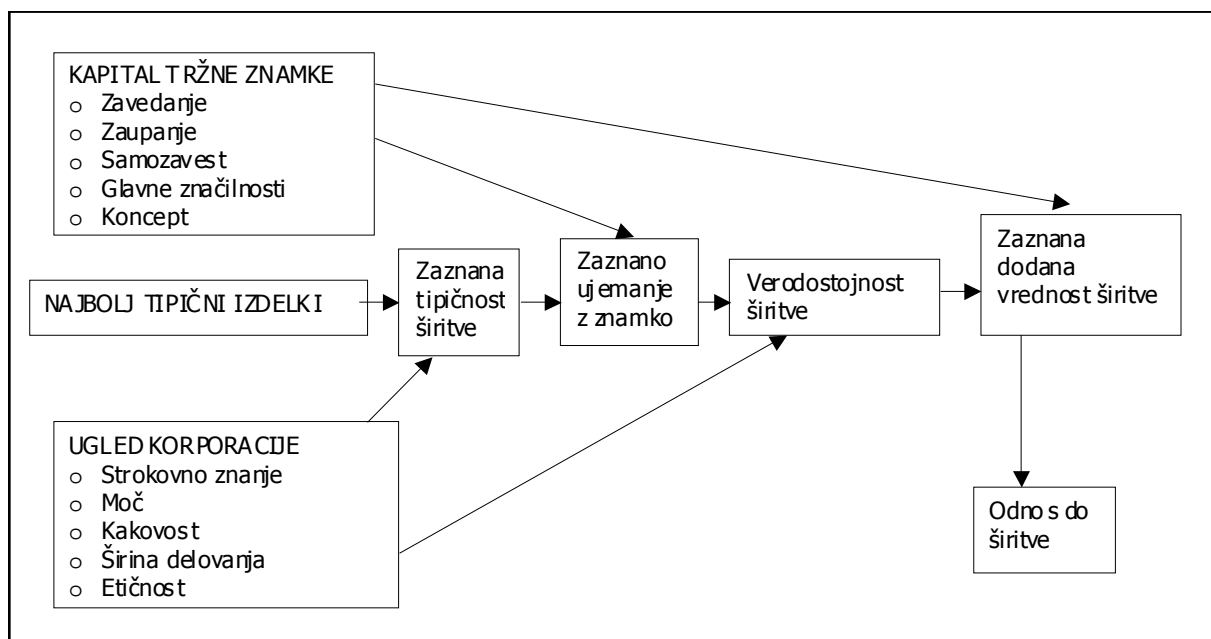 KAPITAL TRŽNE ZNAMKE
o Zavedanje
o Zaupanje
o Samozavest
o Glavne značilnosti
o Koncept
NAJBOLJ TIPIČNI IZDELKI
Zaznana
tipičnost
širitve
Zaznano
ujemanje
z znamko
Verodostojnost
širitve
Zaznana
dodana
vrednost širitve
UGLED KORPORACIJE
o Strokovno znanje
o Moč
o Kakovost
o Širina delovanja
o Etičnost
Odnos do
širitve